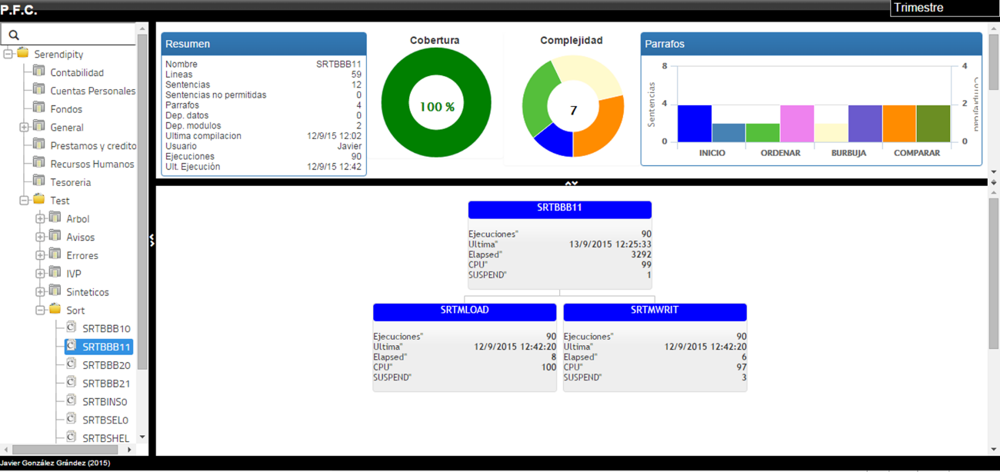 P.F.C.
Trimestre
Serendipity
Contabilidad
Cuentas Personales
Fondos
General
Prestamos y credito
Recursos Humanos
Tesoreria
Test
Arbol
Avisos
Errores
IVP
Sinteticos
Sort
SRTBBB10
SRTBBB11
SRTBBB20
SRTBBB21
SRTBINS0
SRTBSEL0
SRTBSHEL
Resumen
Nombre SRTBBB11
Lineas 59
Sentencias 12
Sentencias no permitidas 0
Parrafos 4
Dep. datos 0
Dep. modulos 2
Ultima compilacion 12/9/15 12:02
Usuario Javier
Ejecuciones 90
Ult. Ejecución 12/9/15 12:42
Cobertura
100 %
Complejidad
7
Parrafos
8
4
0
Sentencias
4
2
0
INICIO ORDENAR BURBUJA COMPARAR
SRTBBB11
Ejecuciones" 90
Ultima" 13/9/2015 12:25:33
Elapsed" 3292
CPU" 99
SUSPEND" 1
SRTMLOAD
Ejecuciones" 90
Ultima" 12/9/2015 12:42:20
Elapsed" 8
CPU" 100
SUSPEND"
SRTMWRIT
Ejecuciones" 90
Ultima" 12/9/2015 12:42:20
Elapsed" 6
CPU" 97
SUSPEND" 3
Javier González Grández (2015)